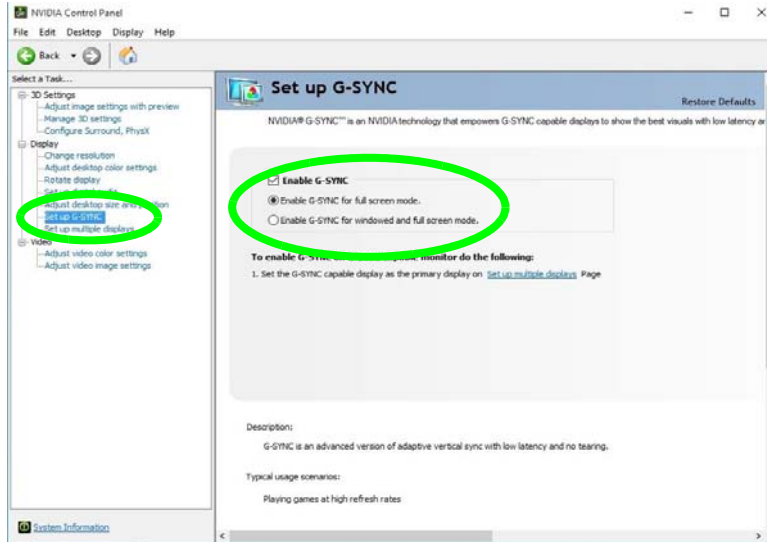 NVIDIA Control Panel
File Edit Desktop Display Help
Back
Select a Task...
3D Settings
Adjust image settings with preview
Manage 3D settings
Configure Surround, PhysX
Display
Change resolution
Adjust desktop color settings
Rotate display
Adjust desktop size and
Set up G-SYNC
Set up multiple displays
Video
Adjust video color settings
Adjust video image settings
System Information
Set up G-SYNC
Restore Defaults
NVIDIA® G-SYNC™ is an NVIDIA technology that empowers G-SYNC capable displays to show the best visuals with low latency
Enable G-SYNC
Enable G-SYNC for full screen mode.
Enable G-SYNC for windowed and full screen mode.
To enable monitor do the following:
1. Set the G-SYNC capable display as the primary display on Set up multiple displays Page
Description:
G-SYNC is an advanced version of adaptive vertical sync with low latency and no tearing.
Typical usage scenarios:
Playing games at high refresh rates